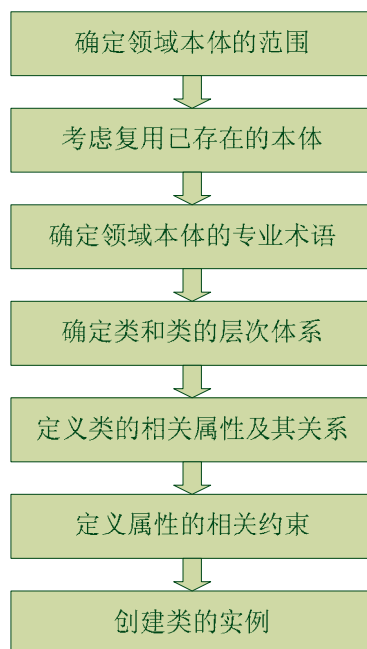 确定领域本体的范围
考虑复用已存在的本体
确定领域本体的专业术语
确定类和类的层次体系
定义类的相关属性及其关系
定义属性的相关约束
创建类的实例